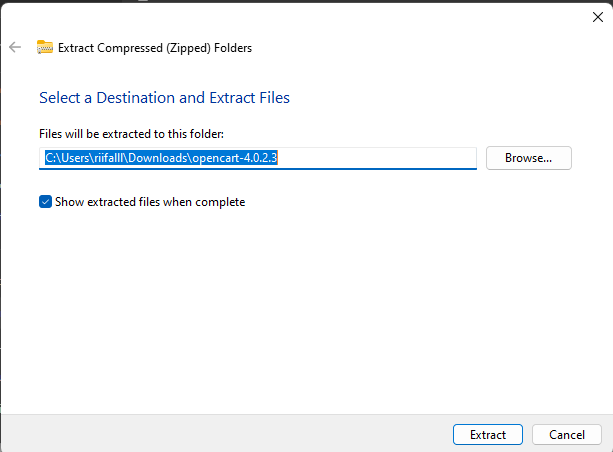 Extract Compressed (Zipped) Folders
Select a Destination and Extract Files
Files will be extracted to this folder:
C:\Users\riifalll\Downloads\opencart-4.0.2.3
Browse...
Show extracted files when complete
Extract
Cancel